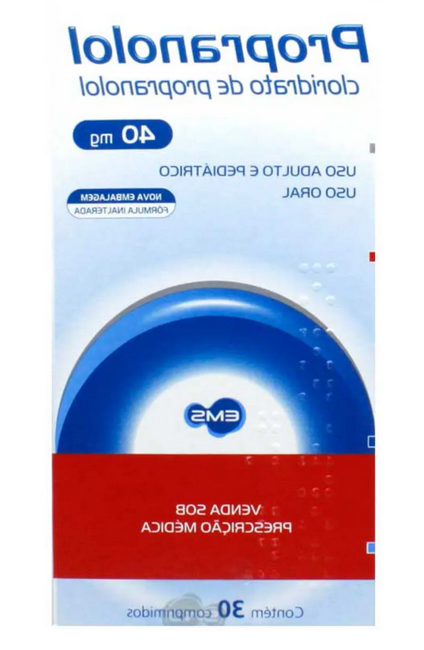 Propranolol
cloridrato de propranolol
40 mg
USO ADULTO E PEDIÁTRICO
USO ORAL
NOVA EMBALAGEM
FÓRMULA INALTERADA
EMS
VENDA SOB
PRESCRIÇÃO MÉDICA
Contém 30 comprimidos